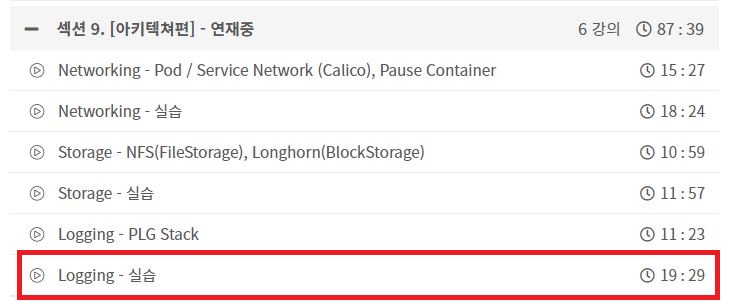 섹션 9. [아키텍쳐편] - 연재중 6 강의 87 : 39
Networking - Pod / Service Network (Calico), Pause Container 15 : 27
Networking - 실습 18 : 24
Storage - NFS(FileStorage), Longhorn(BlockStorage) 10 : 59
Storage - 실습 11 : 57
Logging - PLG Stack 11 : 23
Logging - 실습 19 : 29